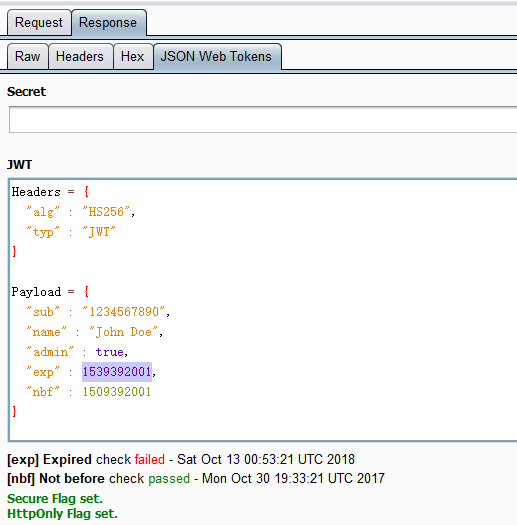 Request Response
Raw Headers Hex JSON Web Tokens
Secret
JWT
Headers = {
"alg" : "HS256",
"typ" : "JWT"
}
Payload = {
"sub" : "1234567890",
"name" : "John Doe",
"admin" : true,
"exp" : 1539392001,
"nbf" : 1509392001
}
[exp] Expired check failed - Sat Oct 13 00:53:21 UTC 2018
[nbf] Not before check passed - Mon Oct 30 19:33:21 UTC 2017
Secure Flag set.
HttpOnly Flag set.